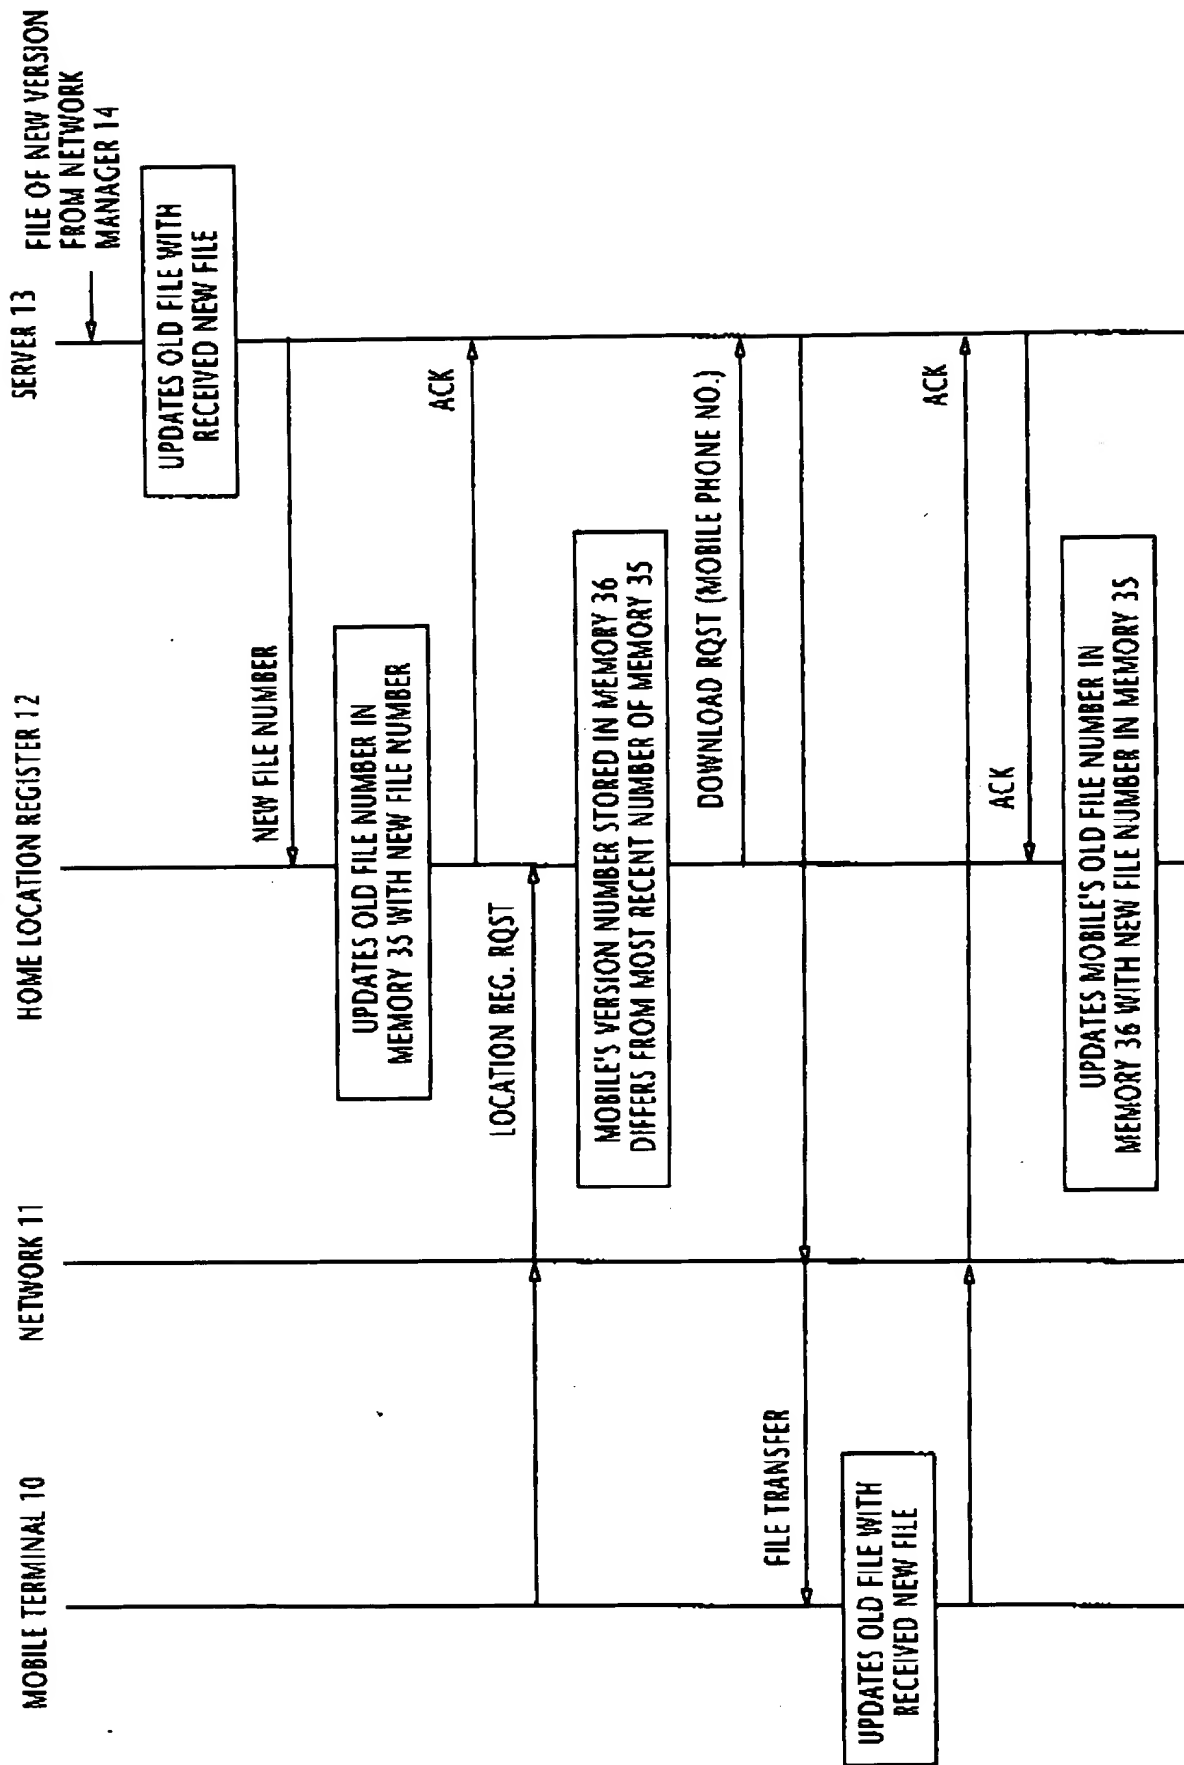 MOBILE TERMINAL 10
NETWORK 11
HOME LOCATION REGISTER 12
SERVER 13
FILE OF NEW VERSION
FROM NETWORK
MANAGER 14
UPDATES OLD FILE WITH
RECEIVED NEW FILE
NEW FILE NUMBER
UPDATES OLD FILE NUMBER IN
MEMORY 35 WITH NEW FILE NUMBER
ACK
LOCATION REG. RQST
MOBILE'S VERSION NUMBER STORED IN MEMORY 36
DIFFERS FROM MOST RECENT NUMBER OF MEMORY 35
DOWNLOAD RQST (MOBILE PHONE NO.)
FILE TRANSFER
UPDATES OLD FILE WITH
RECEIVED NEW FILE
ACK
ACK
UPDATES MOBILE'S OLD FILE NUMBER IN
MEMORY 36 WITH NEW FILE NUMBER IN MEMORY 35